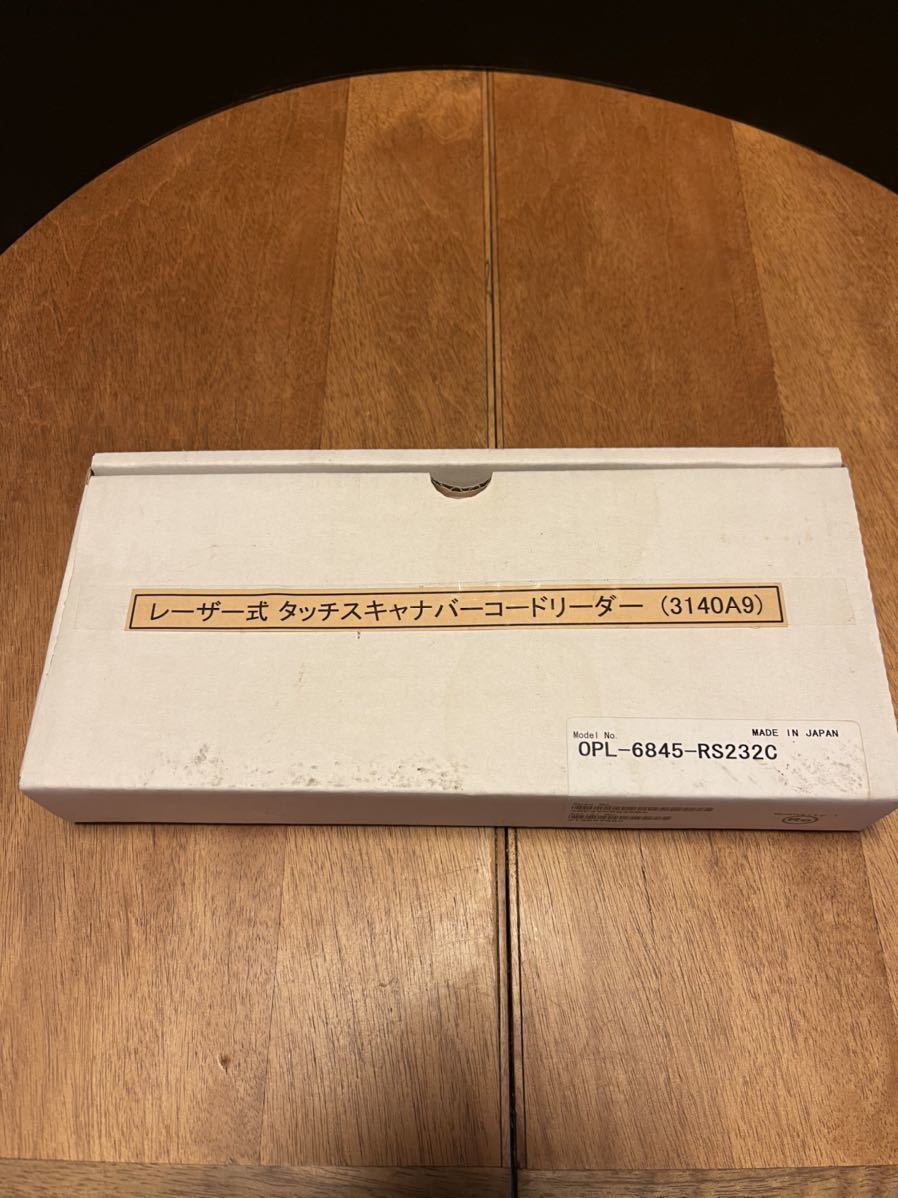 レーザー式 タッチスキャナバーコードリーダー (3140A9)
Model No.
MADE IN JAPAN
OPL-6845-RS232C